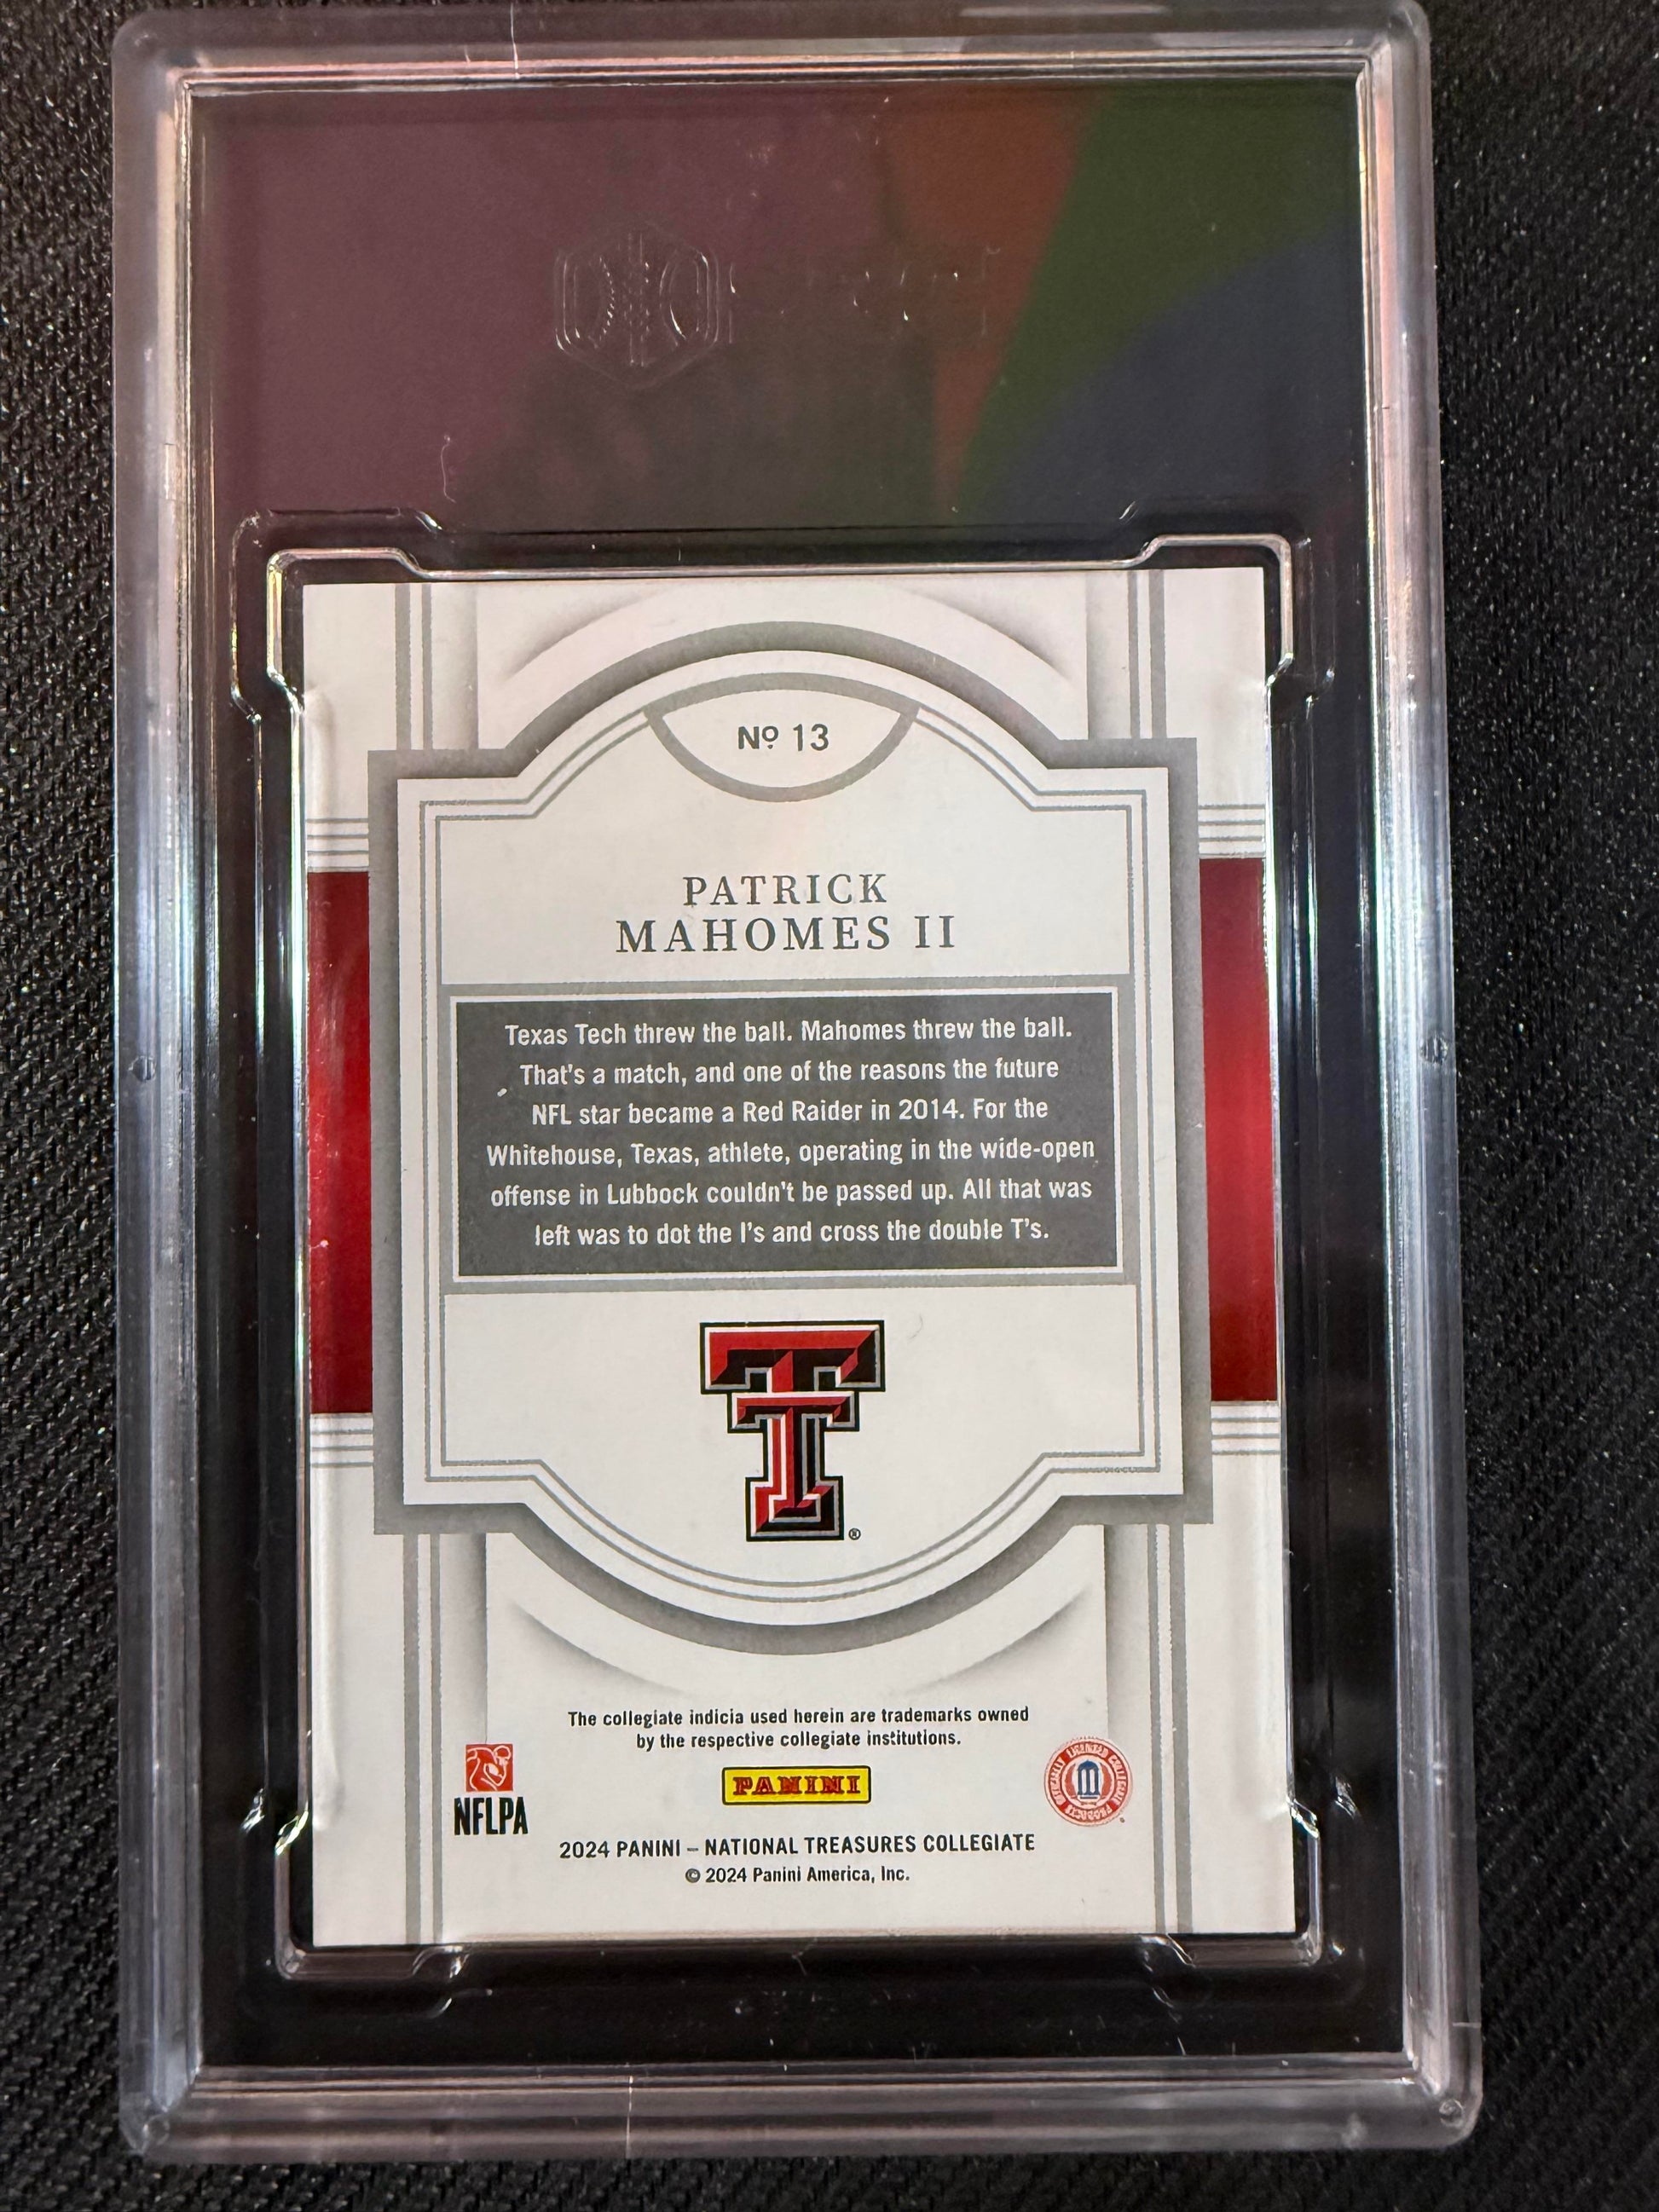 Nº 13
PATRICK
MAHOMES II
Texas Tech threw the ball. Mahomes threw the ball.
That's a match, and one of the reasons the future
NFL star became a Red Raider in 2014. For the
Whitehouse, Texas, athlete, operating in the wide-open
offense in Lubbock couldn't be passed up. All that was
left was to dot the I's and cross the double T's.
®
The collegiate indicia used herein are trademarks owned
by the respective collegiate institutions.
NFLPA
PANINI
OFFICIALLY LICENSED COLLEGIATE PRODUCTS
2024 PANINI – NATIONAL TREASURES COLLEGIATE
© 2024 Panini America, Inc.